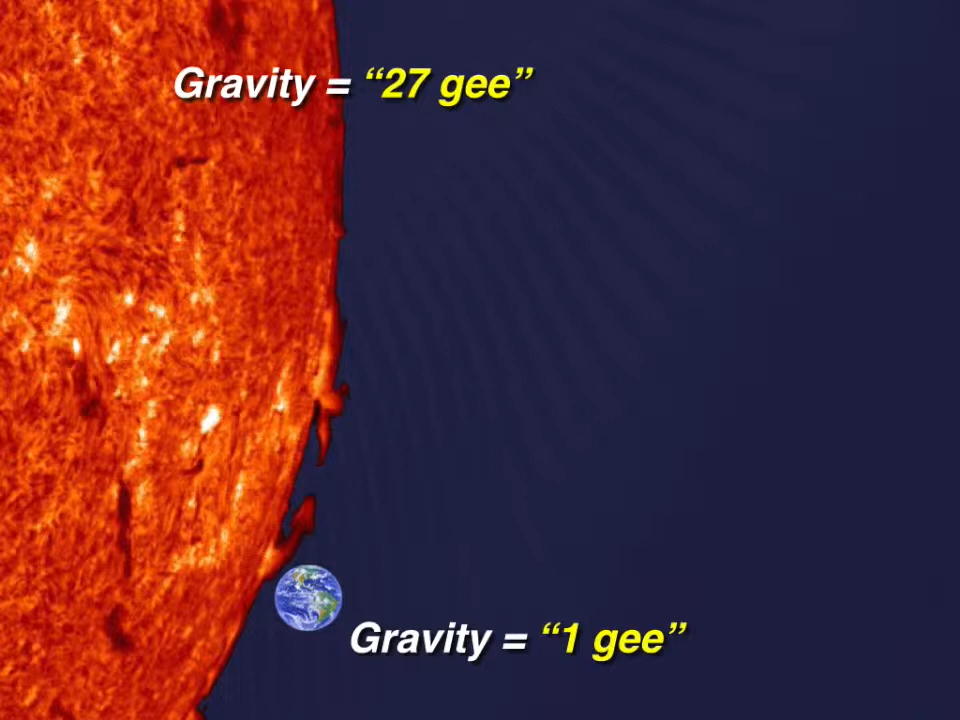 Gravity = “27 gee”
Gravity = “1 gee”